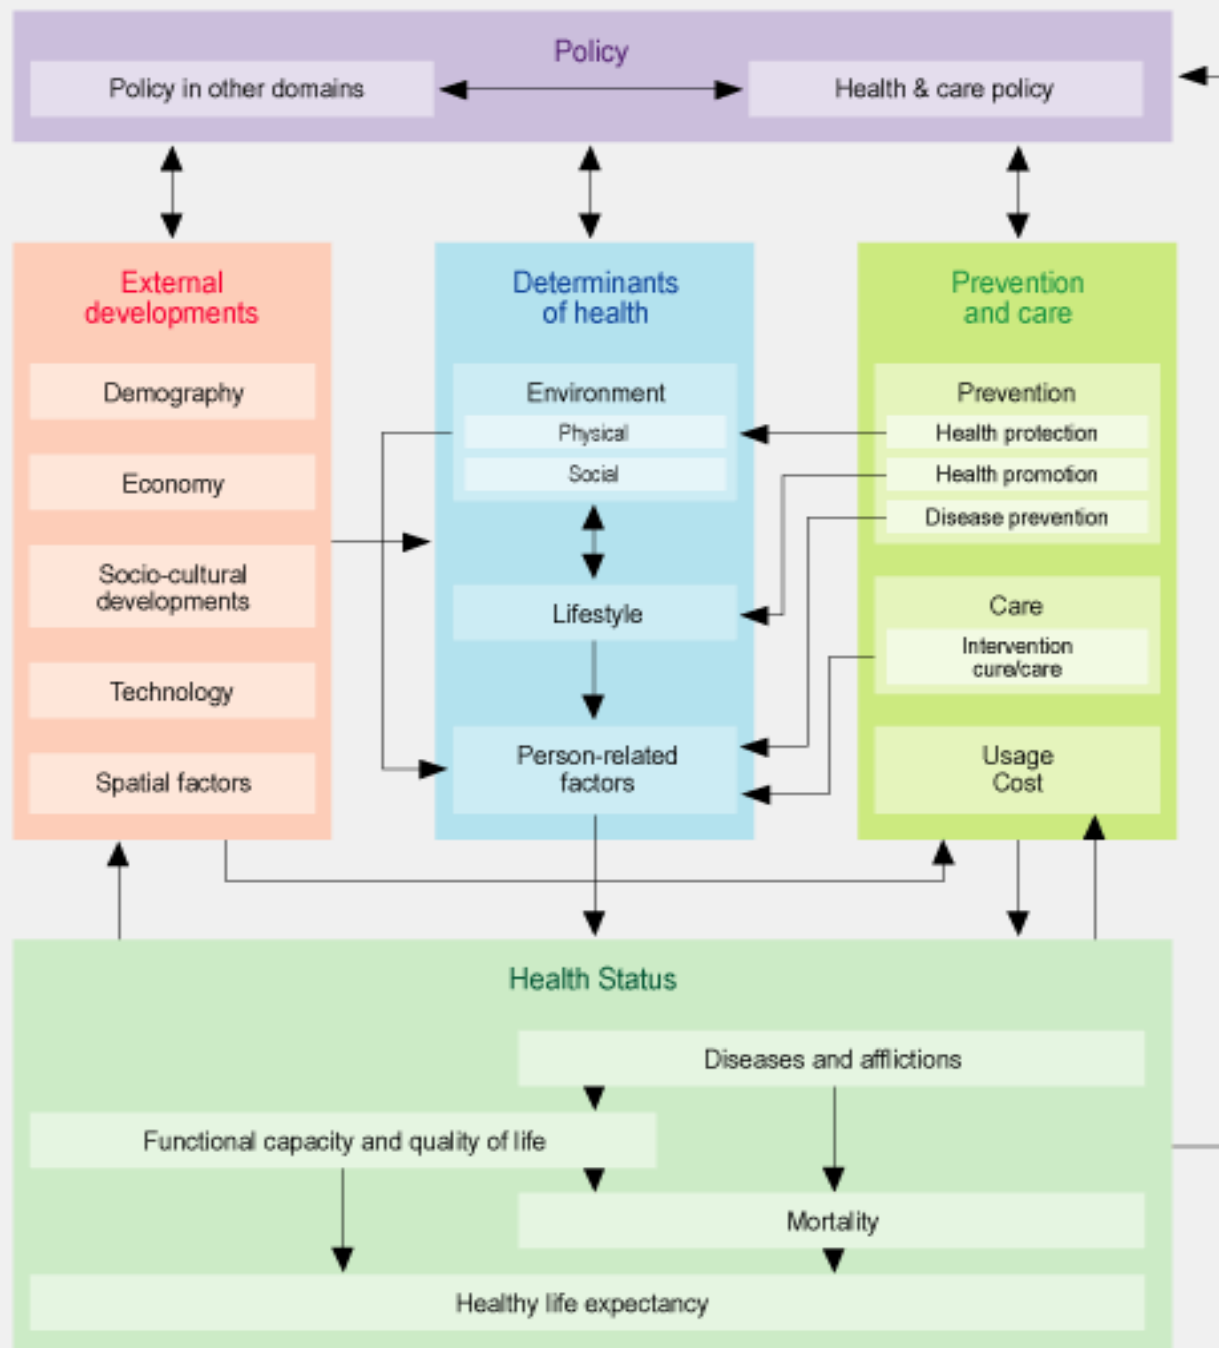 Policy
Policy in other domains
Health & care policy
External
developments
Demography
Economy
Socio-cultural
developments
Technology
Spatial factors
Determinants
of health
Environment
Physical
Social
Lifestyle
Person-related
factors
Prevention
and care
Prevention
Health protection
Health promotion
Disease prevention
Care
Intervention
cure/care
Usage
Cost
Health Status
Diseases and afflictions
Functional capacity and quality of life
Mortality
Healthy life expectancy